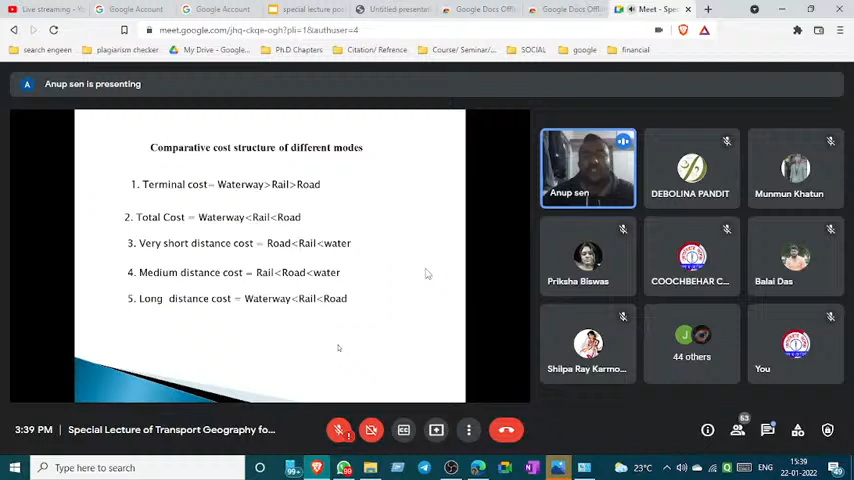 Live streaming - Yo
Google Account
Google Account
special lecture pos
Untitled presentat
Google Docs Offli
Google Docs Offli
Meet - Spe
meet.google.com/jhq-ckqe-ogh?pli=1&authuser=4
search engeen
plagiarism checker
My Drive - Googl...
Ph.D Chapters
Citation/ Refrence
Course/ Seminar/...
SOCIAL
google
financial
A
Anup sen is presenting
Comparative cost structure of different modes
1. Terminal cost= Waterway>Rail>Road
2. Total Cost = Waterway<Rail<Road
3. Very short distance cost = Road<Rail<water
4. Medium distance cost = Rail<Road<water
5. Long distance cost = Waterway<Rail<Road
Anup sen
DEBOLINA PANDIT
Munmun Khatun
Priksha Biswas
COOCHBEHAR C...
Balai Das
Shilpa Ray Karmo...
J
44 others
You
3:39 PM | Special Lecture of Transport Geography fo...
53
Type here to search
99+
23°C
ENG
15:39
22-01-2022
49